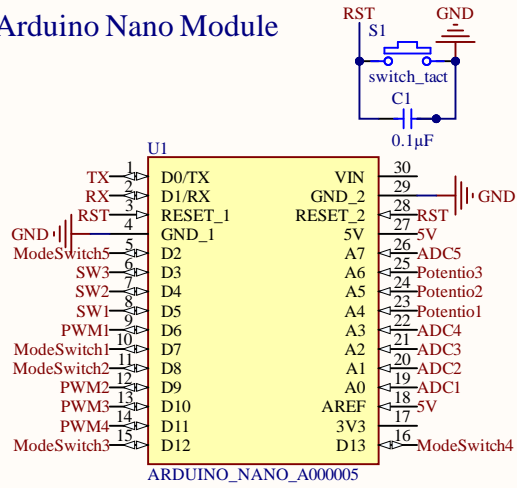 Arduino Nano Module
RST GND
S1
switch_tact
C1
0.1µF
U1
TX 1 D0/TX VIN 30
RX 2 D1/RX GND_2 29 GND
RST 3 RESET_1 RESET_2 28 RST
GND 4 GND_1 5V 27 5V
ModeSwitch5 5 D2 A7 26 ADC5
SW3 6 D3 A6 25 Potentio3
SW2 7 D4 A5 24 Potentio2
SW1 8 D5 A4 23 Potentio1
PWM1 9 D6 A3 22 ADC4
ModeSwitch1 10 D7 A2 21 ADC3
ModeSwitch2 11 D8 A1 20 ADC2
PWM2 12 D9 A0 19 ADC1
PWM3 13 D10 AREF 18 5V
PWM4 14 D11 3V3 17
ModeSwitch3 15 D12 D13 16 ModeSwitch4
ARDUINO_NANO_A000005